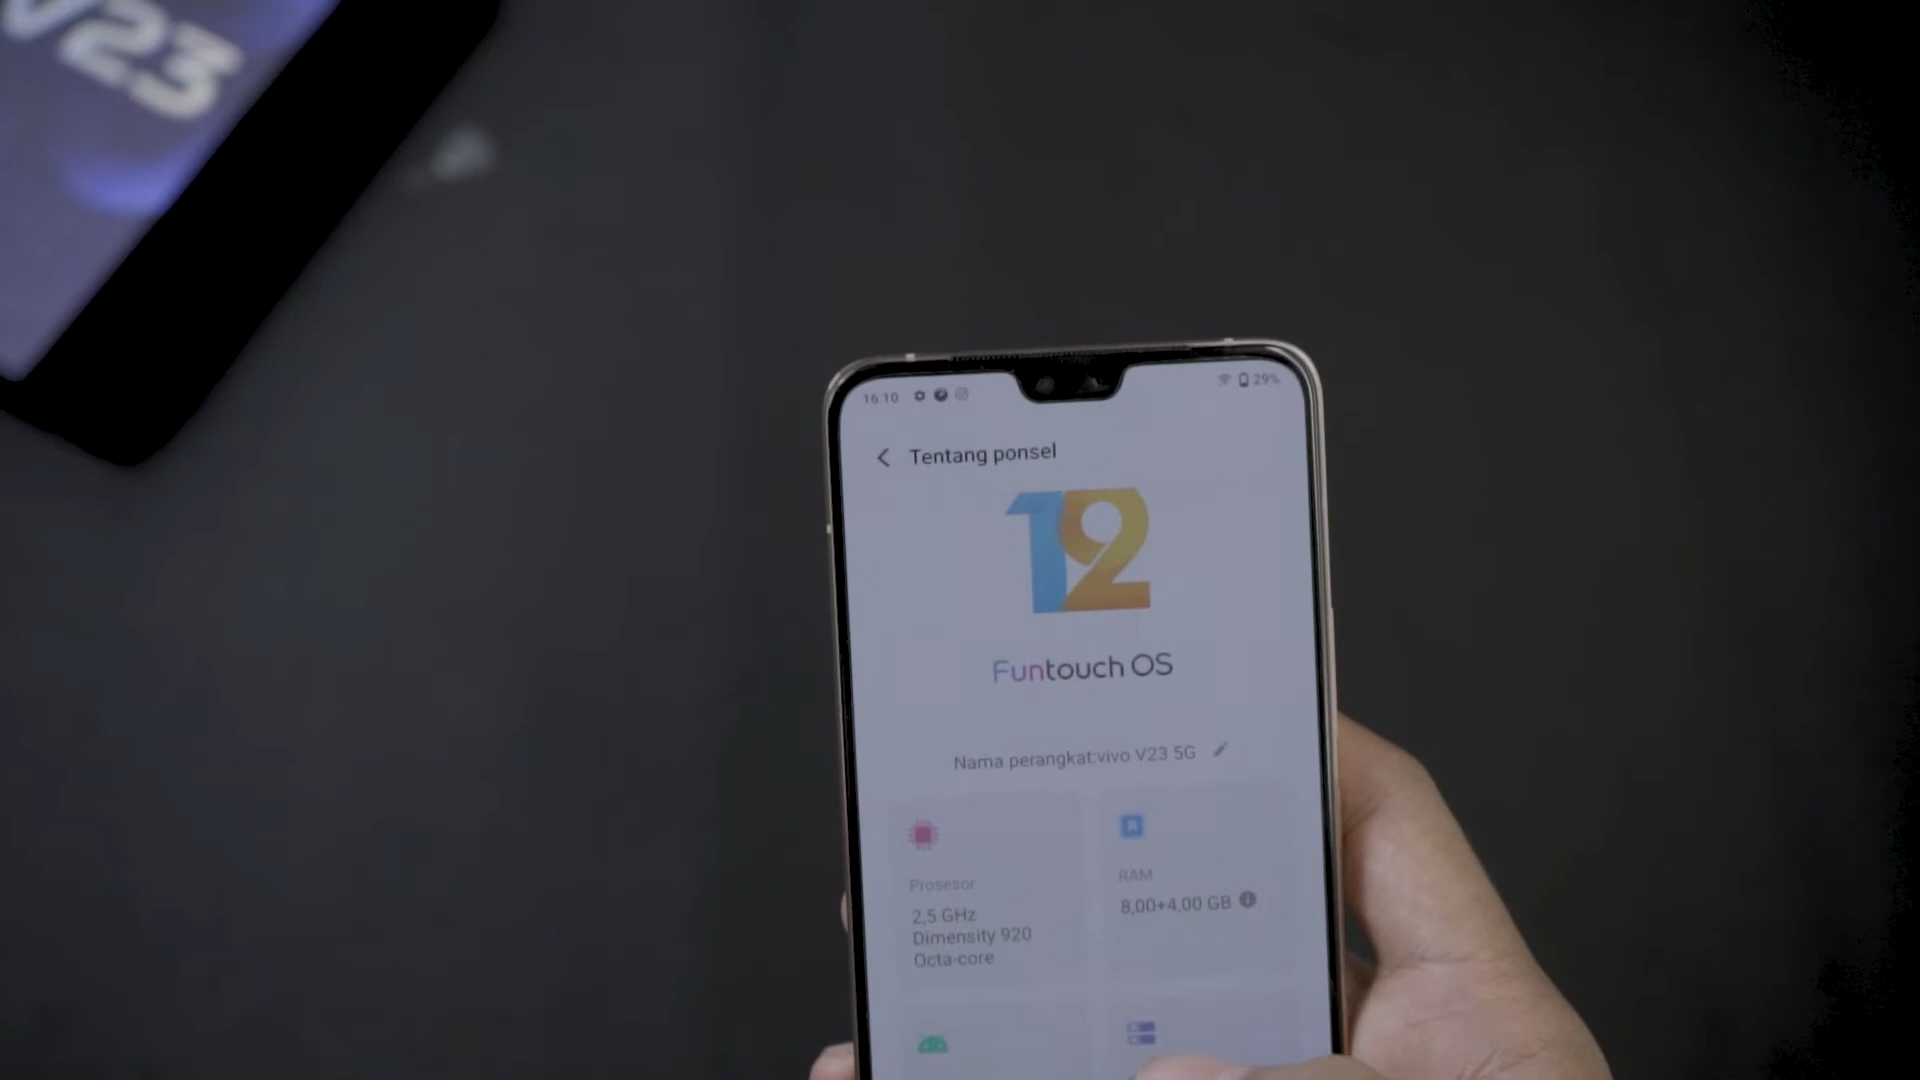 V23
16:10
29%
Tentang ponsel
12
Funtouch OS
Nama perangkat:vivo V23 5G
Prosesor
2,5 GHz
Dimensity 920
Octa-core
RAM
8,00+4,00 GB